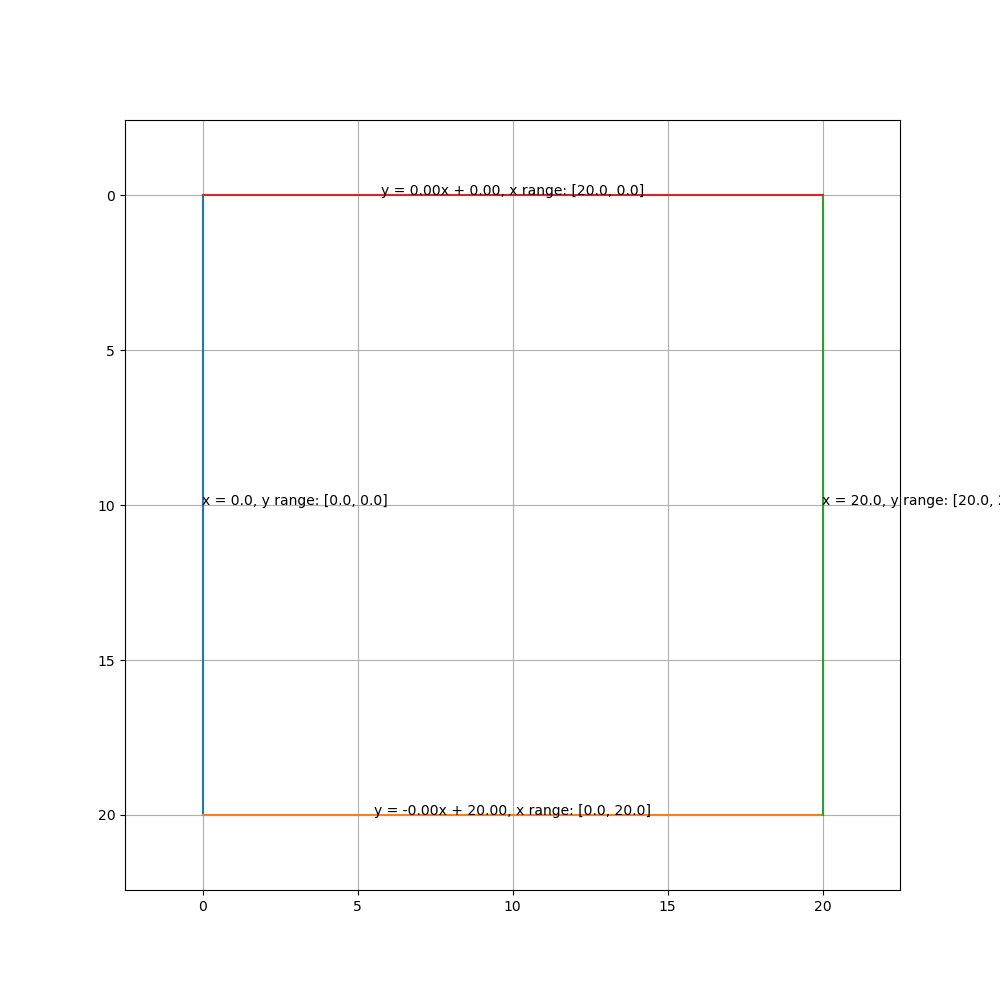 y = 0.00x + 0.00, x range: [20.0, 0.0]
0
5
x = 0.0, y range: [0.0, 0.0]
x = 20.0, y range: [20.0,
10
15
y = -0.00x + 20.00, x range: [0.0, 20.0]
20
0 5 10 15 20